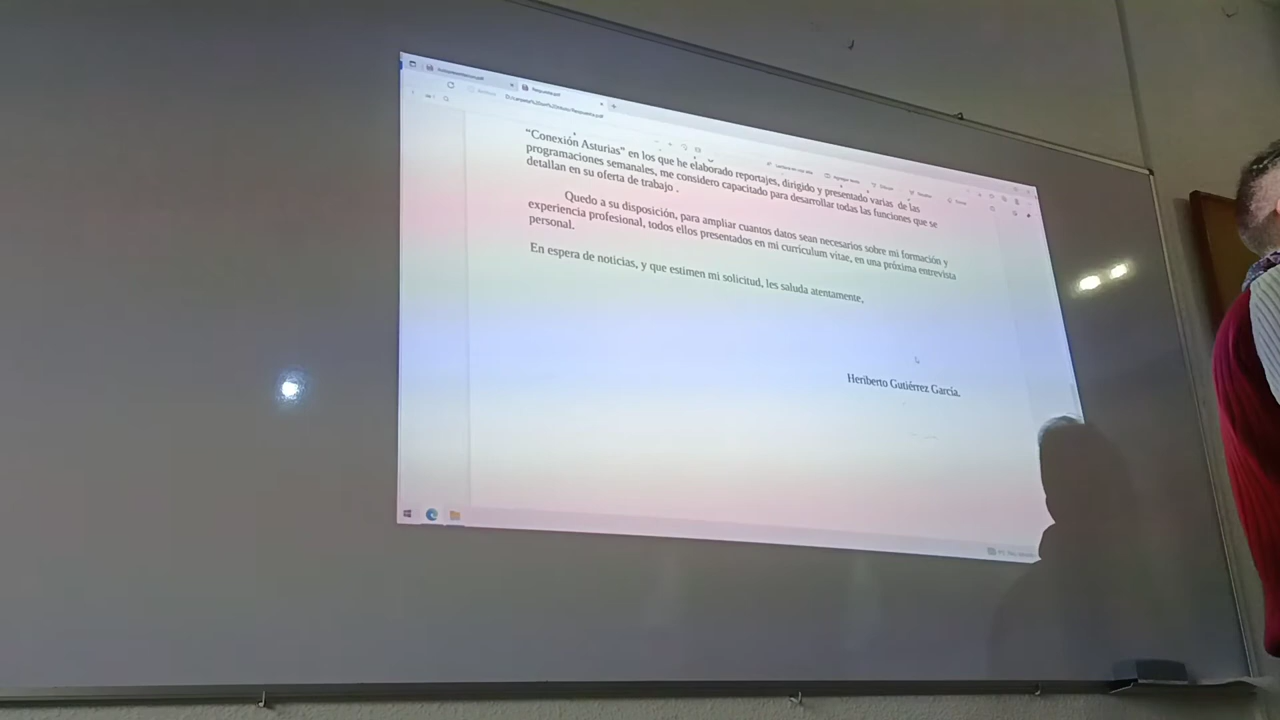 Respuesta.pdf
"Conexión Asturias" en los que he elaborado reportajes, dirigido y presentado varias de las
programaciones semanales, me considero capacitado para desarrollar todas las funciones que se
detallan en su oferta de trabajo .
Quedo a su disposición, para ampliar cuantos datos sean necesarios sobre mi formación y
experiencia profesional, todos ellos presentados en mi curriculum vitae, en una próxima entrevista
personal.
En espera de noticias, y que estimen mi solicitud, les saluda atentamente,
Heriberto Gutiérrez García.